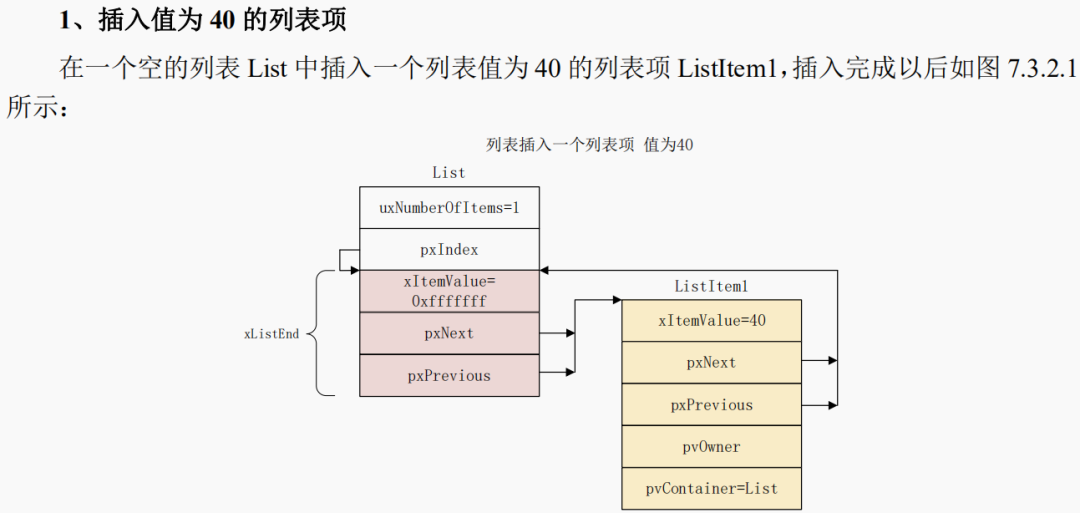 1、插入值为 40 的列表项
在一个空的列表 List 中插入一个列表值为 40 的列表项 ListItem1，插入完成以后如图 7.3.2.1
所示：
列表插入一个列表项 值为40
List
uxNumberOfItems=1
pxIndex
xItemValue=
0xfffffff
pxNext
pxPrevious
xListEnd
ListItem1
xItemValue=40
pxNext
pxPrevious
pvOwner
pvContainer=List